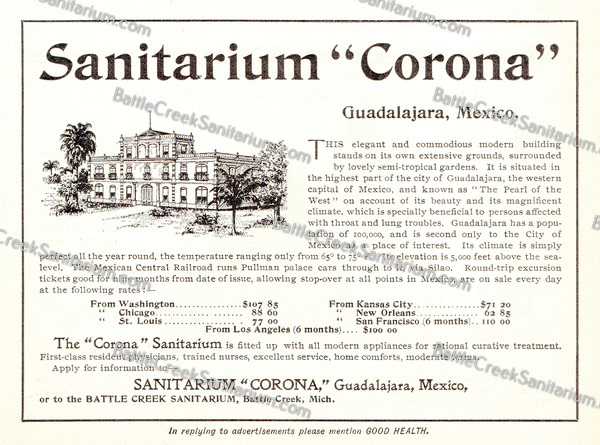 Sanitarium "Corona"
Guadalajara, Mexico.
THIS elegant and commodious modern building
stands on its own extensive grounds, surrounded
by lovely semi-tropical gardens. It is situated in
the highest part of the city of Guadalajara, the western
capital of Mexico, and known as "The Pearl of the
West" on account of its beauty and its magnificent
climate, which is specially beneficial to persons affected
with throat and lung troubles. Guadalajara has a popu-
lation of 100,000, and is second only to the City of
Mexico as a place of interest. Its climate is simply
perfect all the year round, the temperature ranging only from 65° to 75° elevation is 5,000 feet above the sea-
level. The Mexican Central Railroad runs Pullman palace cars through to us via Silao. Round-trip excursion
tickets good for nine months from date of issue, allowing stop-over at all points in Mexico, are on sale every day
at the following rates:—
From Washington...............$107 85
" Chicago..................... 88 60
" St. Louis.................... 77 00
From Kansas City................$71 20
" New Orleans................ 62 85
" San Francisco (6 months).... 110 00
From Los Angeles (6 months).... $100 00
The "Corona" Sanitarium is fitted up with all modern appliances for rational curative treatment.
First-class resident physicians, trained nurses, excellent service, home comforts, moderate
Apply for information to—
SANITARIUM "CORONA," Guadalajara, Mexico,
or to the BATTLE CREEK SANITARIUM, Battle Creek, Mich.
In replying to advertisements please mention GOOD HEALTH.
BattleCreekSanitarium.com